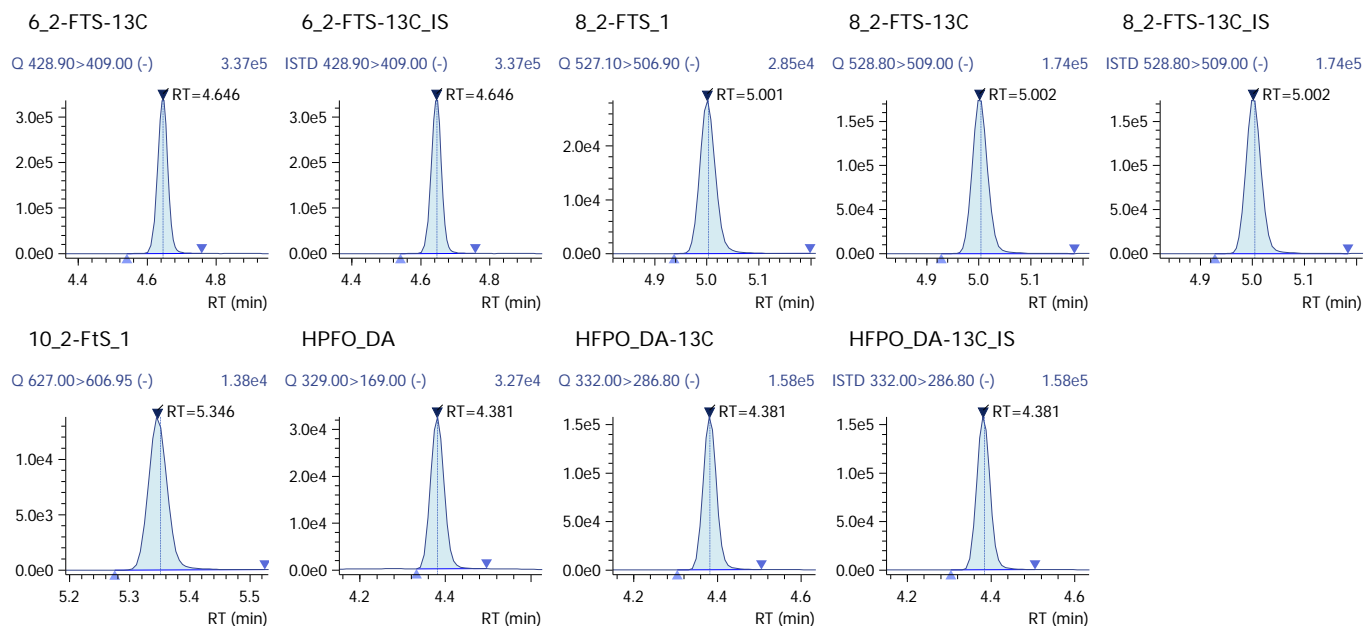 6_2-FTS-13C
6_2-FTS-13C_IS
8_2-FTS_1
8_2-FTS-13C
8_2-FTS-13C_IS
Q 428.90>409.00 (-) 3.37e5
ISTD 428.90>409.00 (-) 3.37e5
Q 527.10>506.90 (-) 2.85e4
Q 528.80>509.00 (-) 1.74e5
ISTD 528.80>509.00 (-) 1.74e5
RT=4.646
RT=4.646
RT=5.001
RT=5.002
RT=5.002
3.0e5
2.0e5
1.0e5
0.0e0
3.0e5
2.0e5
1.0e5
0.0e0
2.0e4
1.0e4
0.0e0
1.5e5
1.0e5
5.0e4
0.0e0
1.5e5
1.0e5
5.0e4
0.0e0
4.4 4.6 4.8
4.4 4.6 4.8
4.9 5.0 5.1
4.9 5.0 5.1
4.9 5.0 5.1
RT (min)
RT (min)
RT (min)
RT (min)
RT (min)
10_2-FtS_1
HPFO_DA
HFPO_DA-13C
HFPO_DA-13C_IS
Q 627.00>606.95 (-) 1.38e4
Q 329.00>169.00 (-) 3.27e4
Q 332.00>286.80 (-) 1.58e5
ISTD 332.00>286.80 (-) 1.58e5
RT=5.346
RT=4.381
RT=4.381
RT=4.381
1.0e4
5.0e3
0.0e0
3.0e4
2.0e4
1.0e4
0.0e0
1.5e5
1.0e5
5.0e4
0.0e0
1.5e5
1.0e5
5.0e4
0.0e0
5.2 5.3 5.4 5.5
4.2 4.4
4.2 4.4 4.6
4.2 4.4 4.6
RT (min)
RT (min)
RT (min)
RT (min)